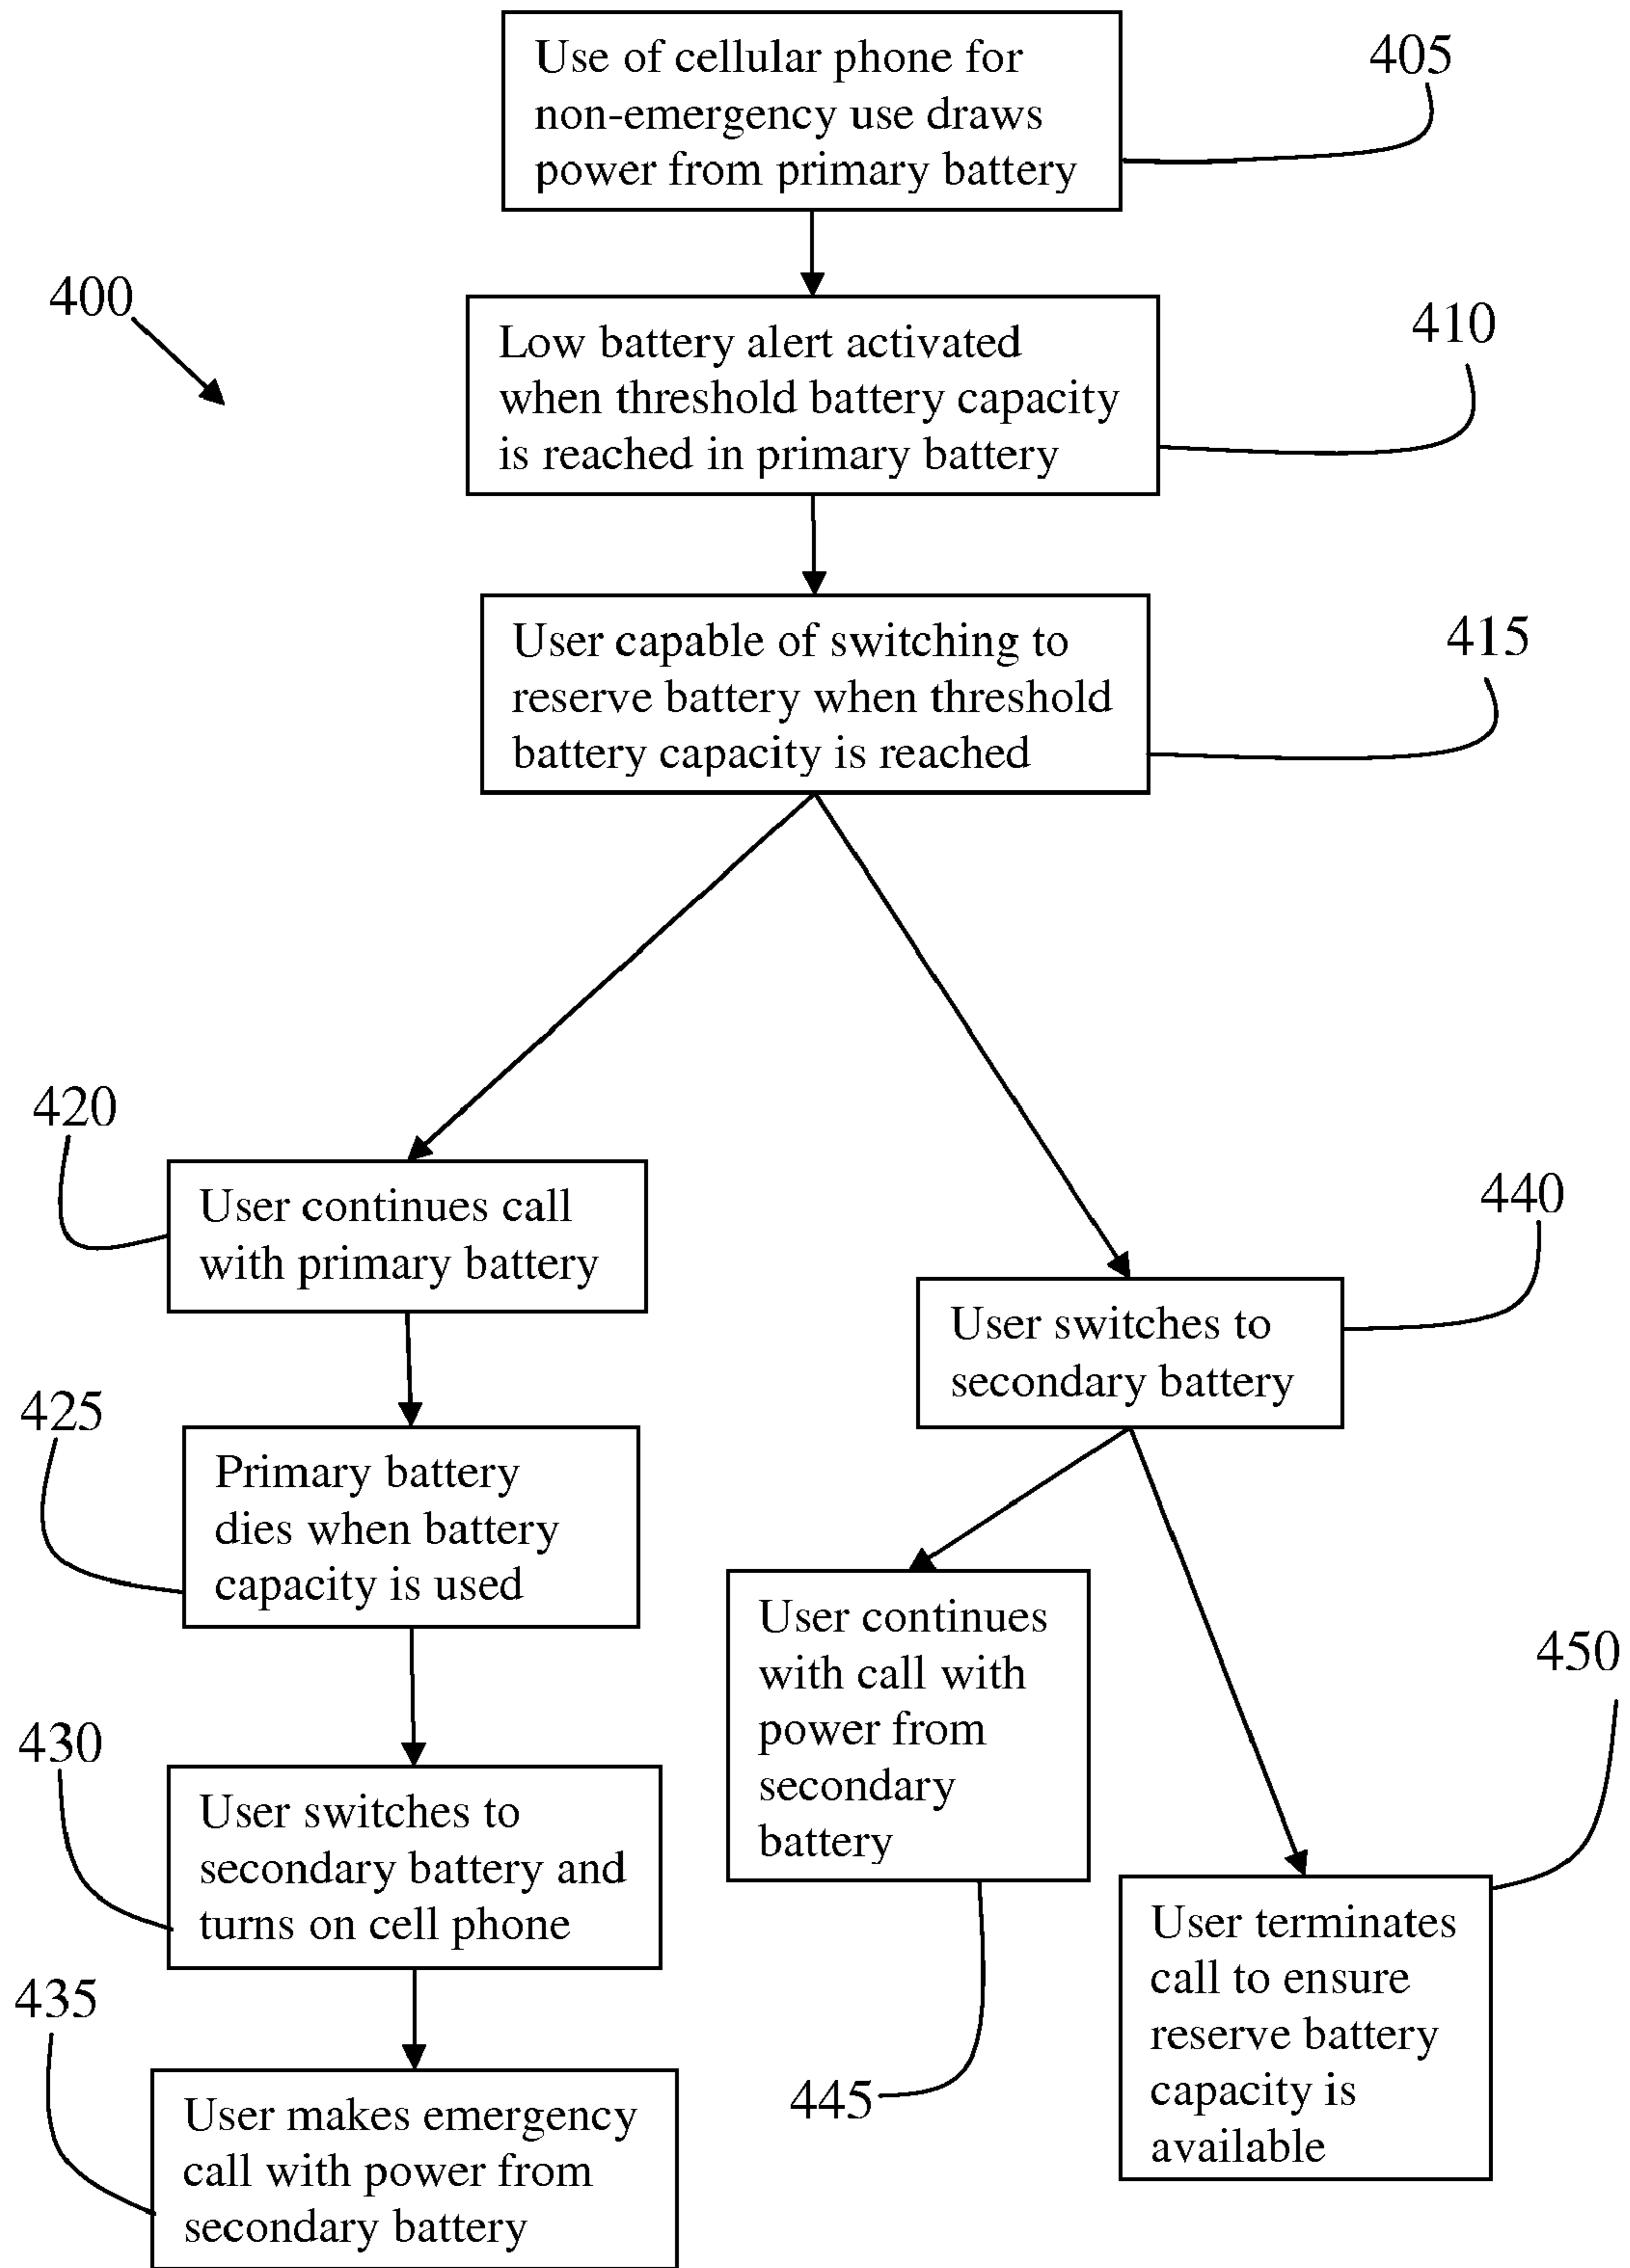 Use of cellular phone for
non-emergency use draws
power from primary battery
405
400
Low battery alert activated
when threshold battery capacity
is reached in primary battery
410
User capable of switching to
reserve battery when threshold
battery capacity is reached
415
420
User continues call
with primary battery
425
Primary battery
dies when battery
capacity is used
430
User switches to
secondary battery and
turns on cell phone
435
User makes emergency
call with power from
secondary battery
440
User switches to
secondary battery
User continues
with call with
power from
secondary
battery
445
450
User terminates
call to ensure
reserve battery
capacity is
available